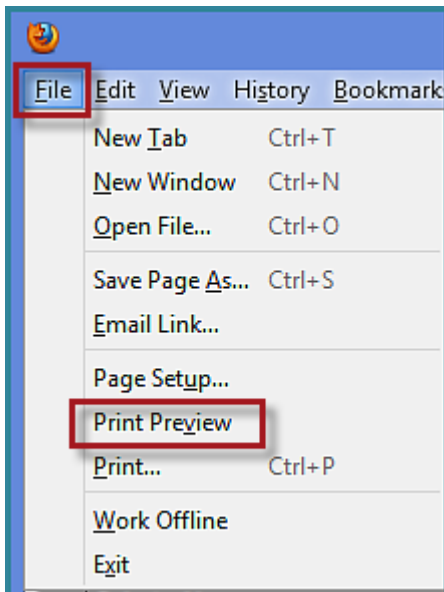 File Edit View History Bookmark
New Tab Ctrl+T
New Window Ctrl+N
Open File... Ctrl+O
Save Page As... Ctrl+S
Email Link...
Page Setup...
Print Preview
Print... Ctrl+P
Work Offline
Exit